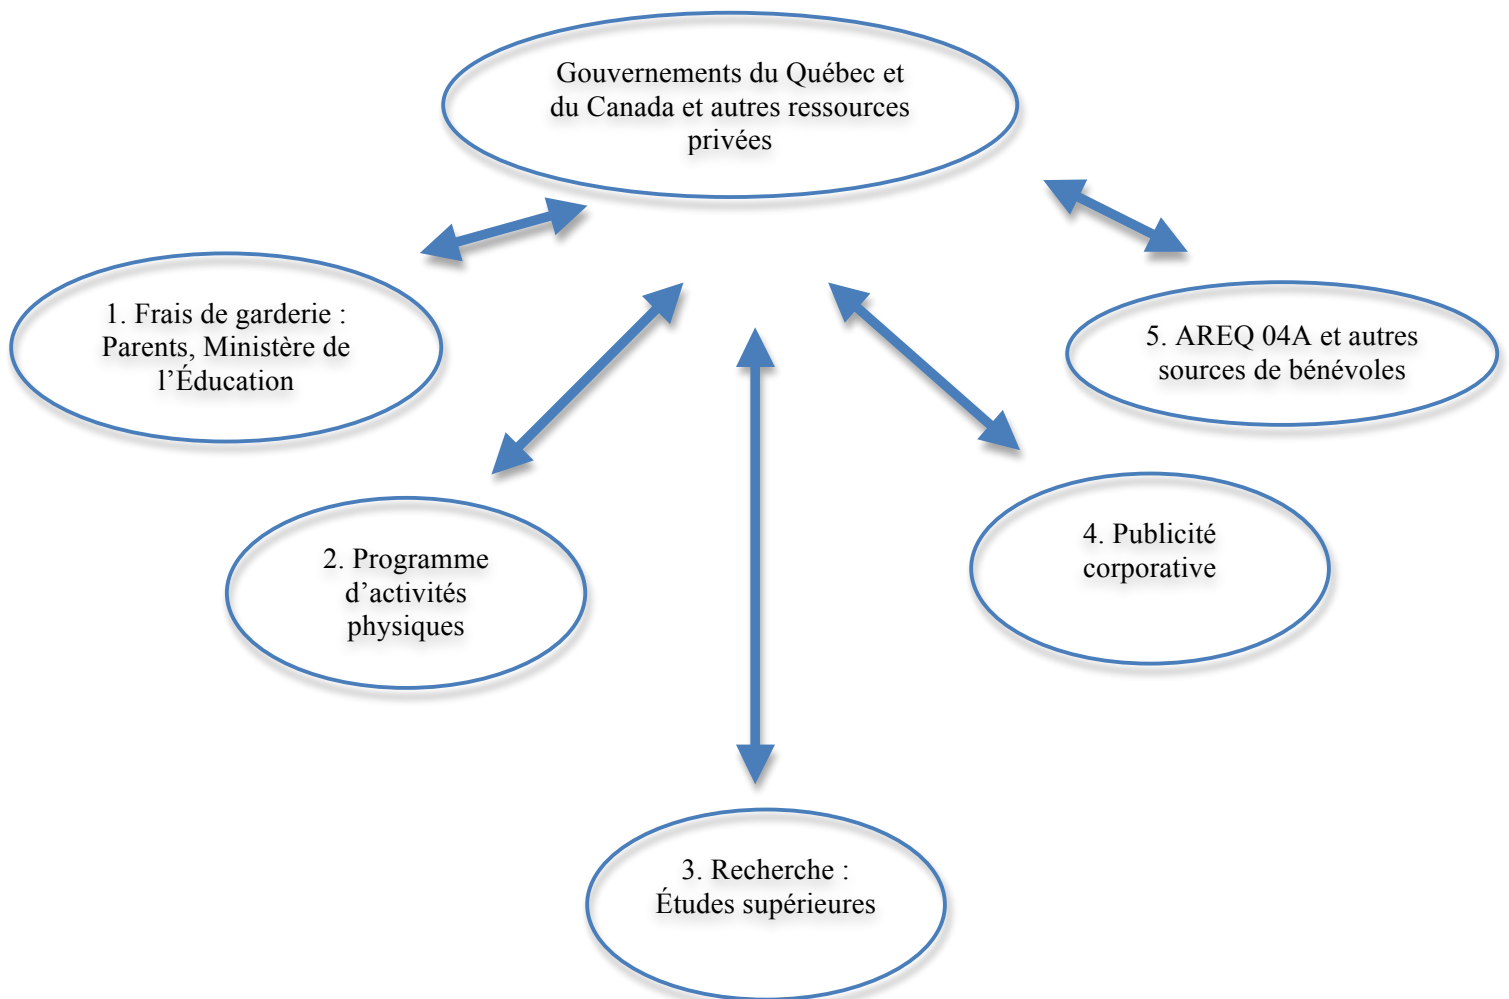 Gouvernements du Québec et
du Canada et autres ressources
privées
1. Frais de garderie :
Parents, Ministère de
l’Éducation
5. AREQ 04A et autres
sources de bénévoles
2. Programme
d’activités
physiques
4. Publicité
corporative
3. Recherche :
Études supérieures